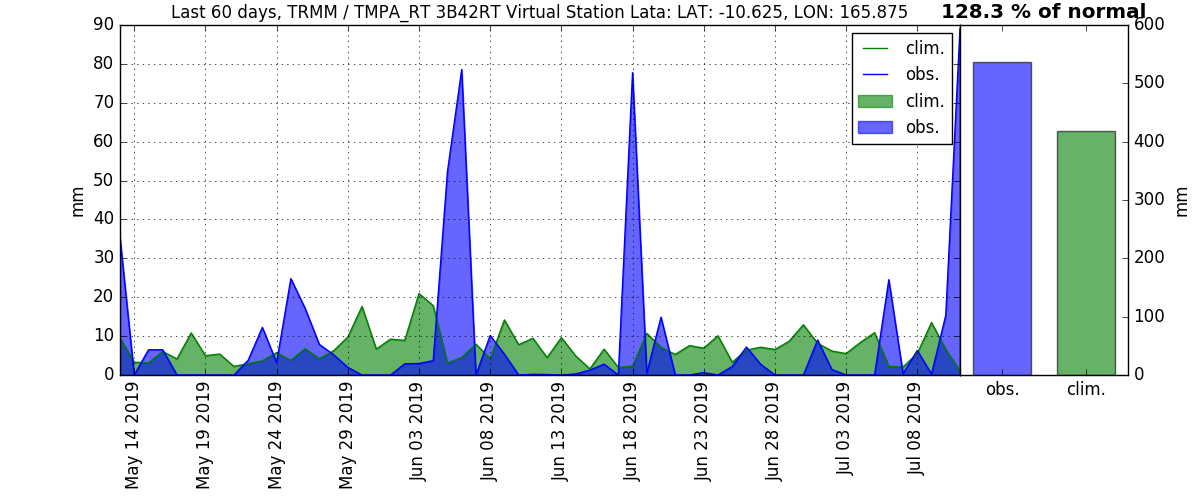 Last 60 days, TRMM / TMPA_RT 3B42RT Virtual Station Lata: LAT: -10.625, LON: 165.875
128.3 % of normal
90
80
70
60
50
40
30
20
10
0
mm
clim.
obs.
clim.
obs.
600
500
400
300
200
100
0
mm
May 14 2019
May 19 2019
May 24 2019
May 29 2019
Jun 03 2019
Jun 08 2019
Jun 13 2019
Jun 18 2019
Jun 23 2019
Jun 28 2019
Jul 03 2019
Jul 08 2019
obs.
clim.